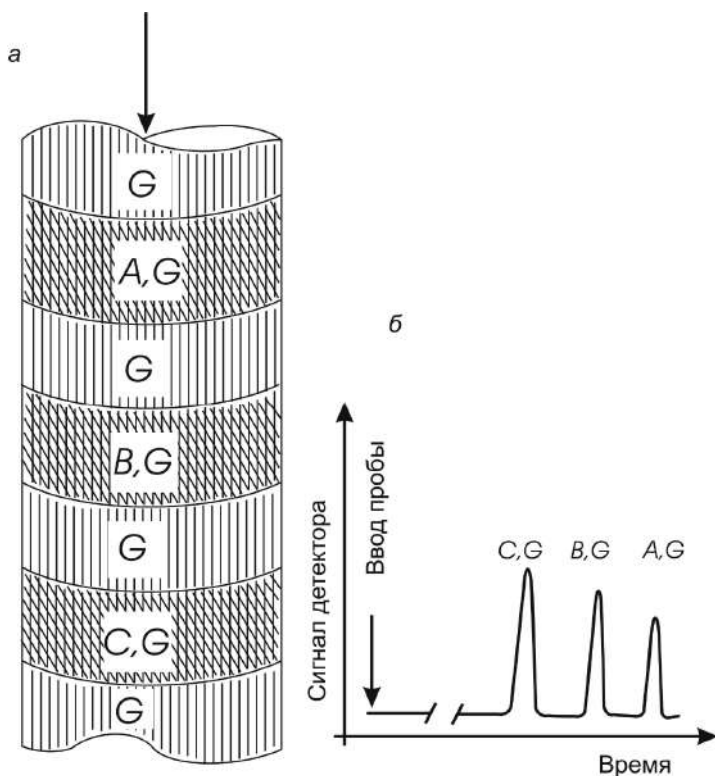 а
G
A,G
G
B,G
G
C,G
G
б
Сигнал детектора
Ввод пробы
C,G
B,G
A,G
Время